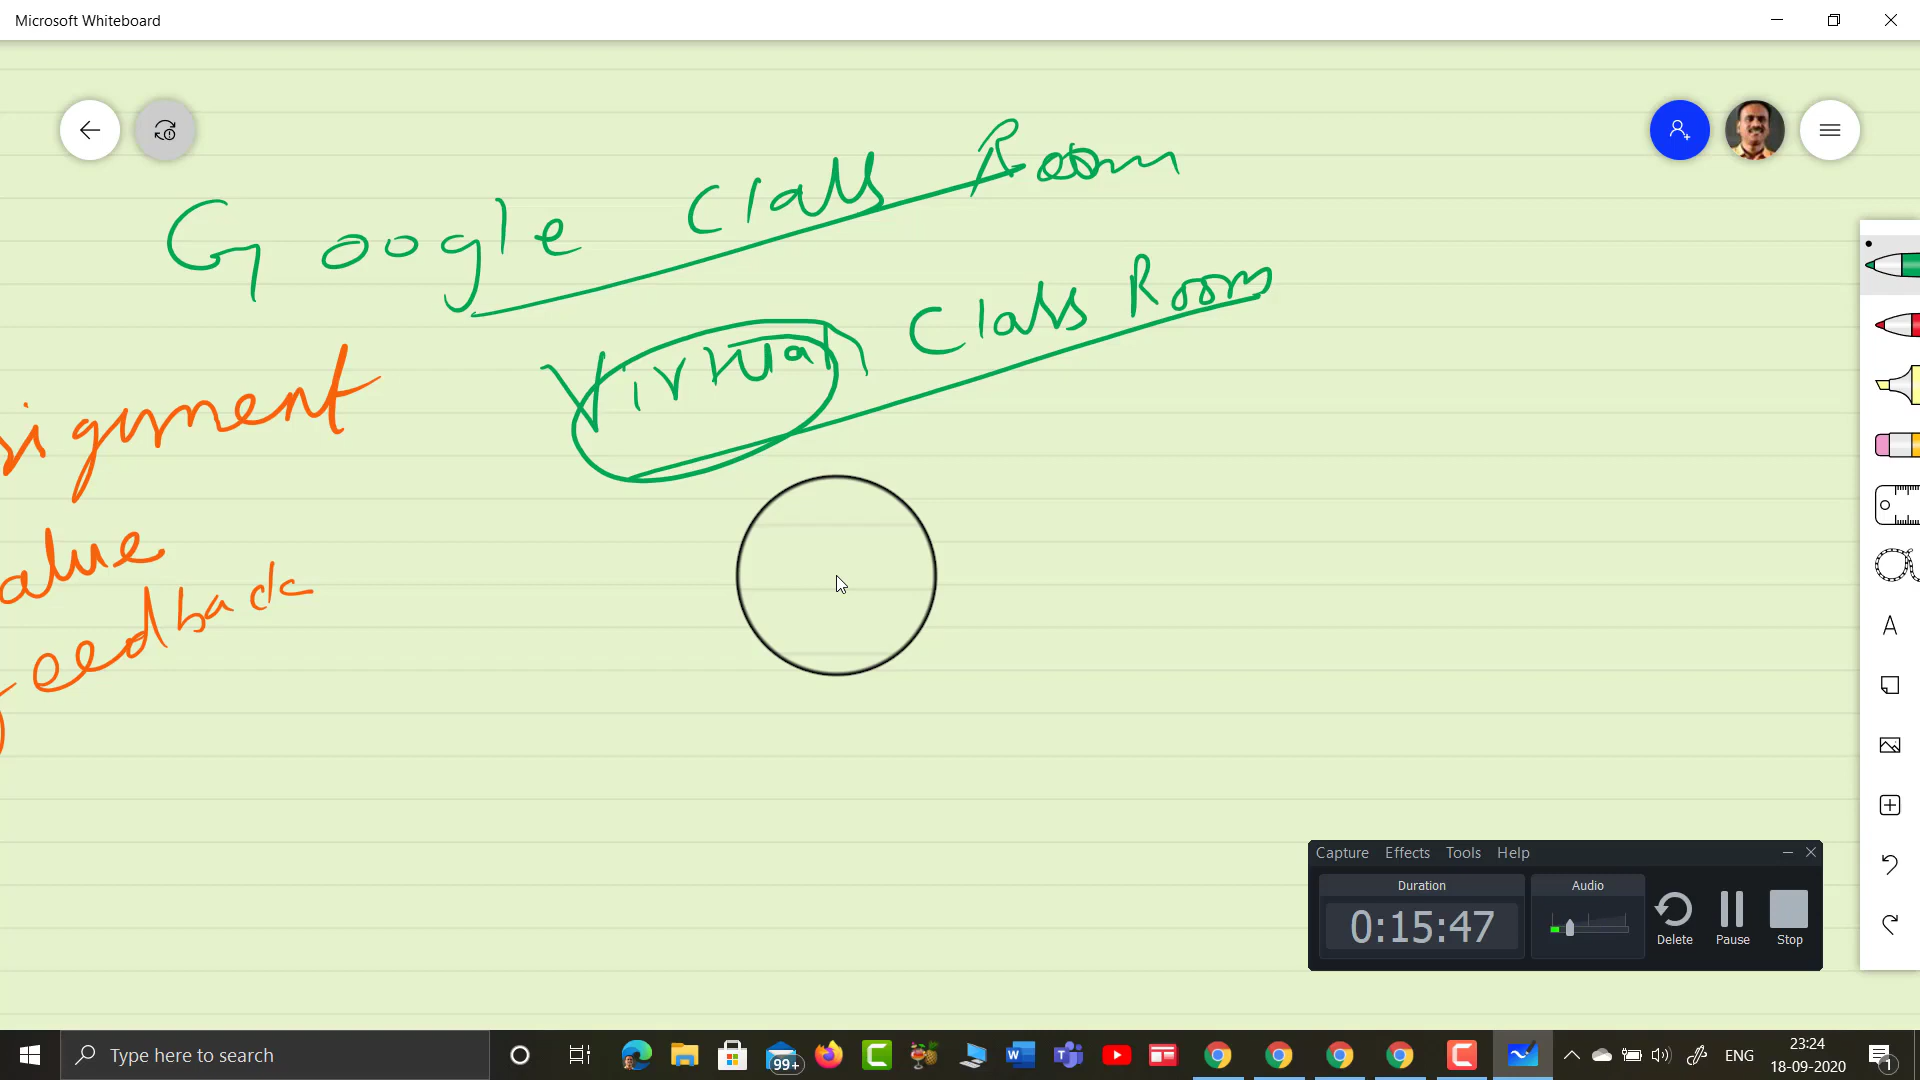 Microsoft Whiteboard
Google Class Room
Virtual Class Room
signment
alue
eedback
Capture Effects Tools Help
Duration
Audio
0:15:47
Delete
Pause
Stop
A
Type here to search
99+
ENG
23:24
18-09-2020
1